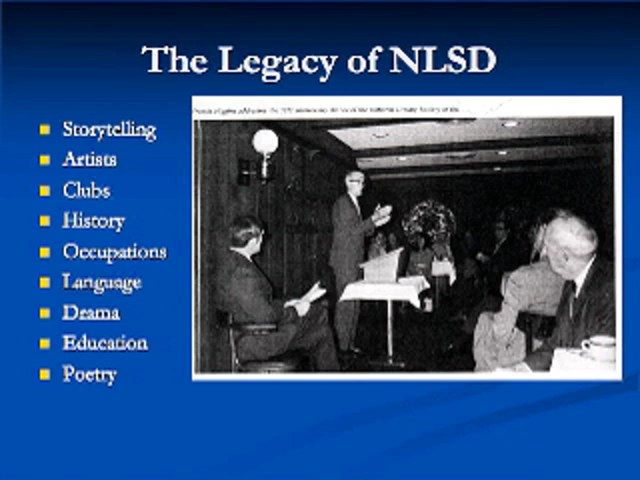 The Legacy of NLSD
Storytelling
Artists
Clubs
History
Occupations
Language
Drama
Education
Poetry